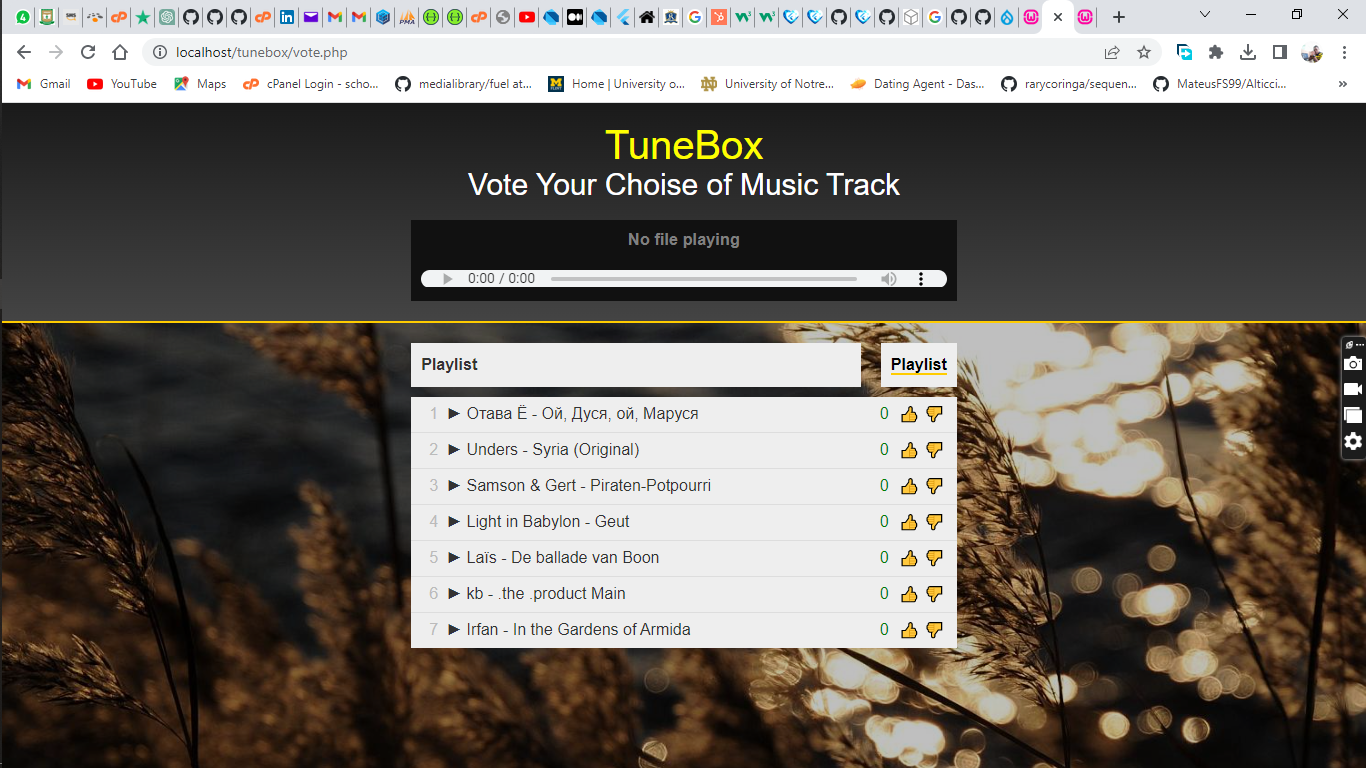 localhost/tunebox/vote.php
Gmail YouTube Maps cPanel Login - scho... medialibrary/fuel at... Home | University o... University of Notre... Dating Agent - Das... rarycoringa/sequen... MateusFS99/Alticci... »
TuneBox
Vote Your Choise of Music Track
No file playing
0:00 / 0:00
Playlist Playlist
1 ► Отава Ё - Ой, Дуся, ой, Маруся 0
2 ► Unders - Syria (Original) 0
3 ► Samson & Gert - Piraten-Potpourri 0
4 ► Light in Babylon - Geut 0
5 ► Laïs - De ballade van Boon 0
6 ► kb - .the .product Main 0
7 ► Irfan - In the Gardens of Armida 0